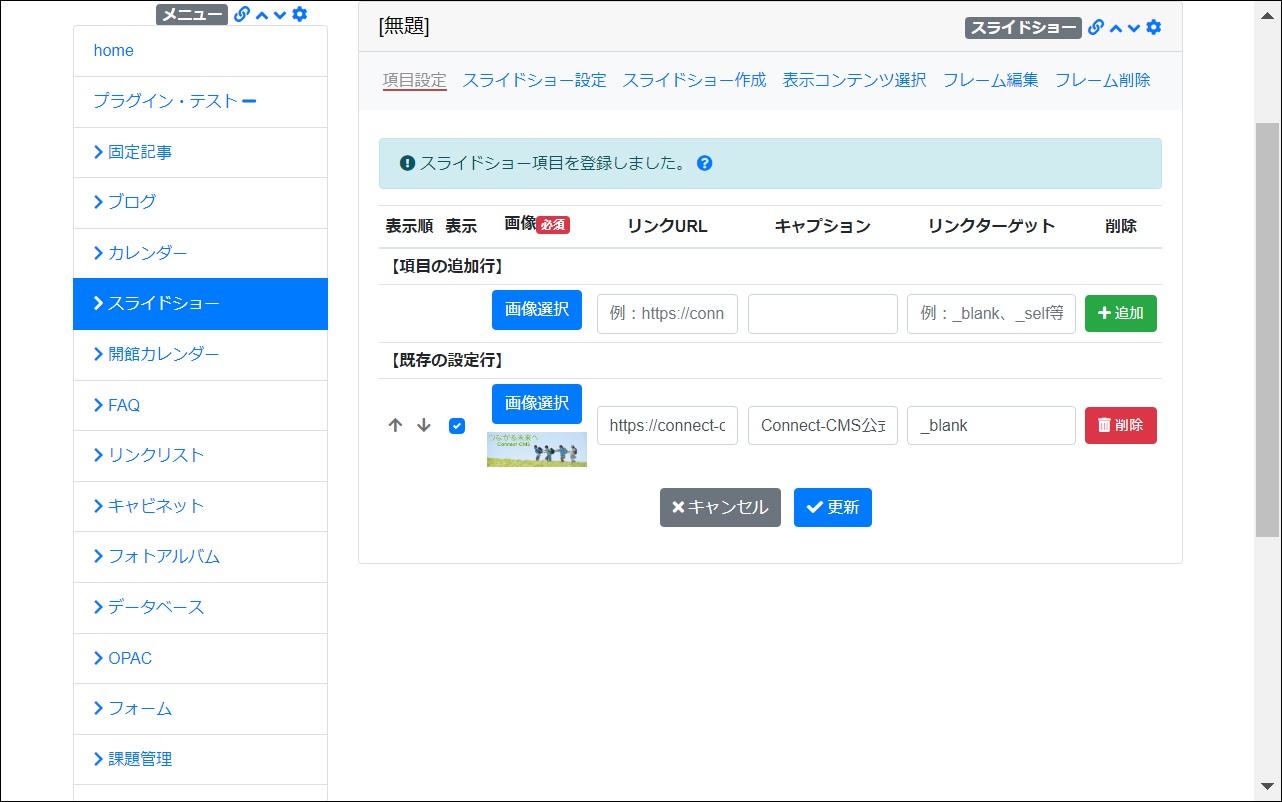 メニュー
home
プラグイン・テスト
固定記事
ブログ
カレンダー
スライドショー
開館カレンダー
FAQ
リンクリスト
キャビネット
フォトアルバム
データベース
OPAC
フォーム
課題管理
[無題] スライドショー
項目設定 スライドショー設定 スライドショー作成 表示コンテンツ選択 フレーム編集 フレーム削除
スライドショー項目を登録しました。
表示順 表示 画像必須 リンクURL キャプション リンクターゲット 削除
【項目の追加行】
画像選択 例：https://conn 例：_blank、_self等 追加
【既存の設定行】
画像選択
つながる未来へ
Connect-CMS
https://connect-c Connect-CMS公式 _blank 削除
キャンセル 更新